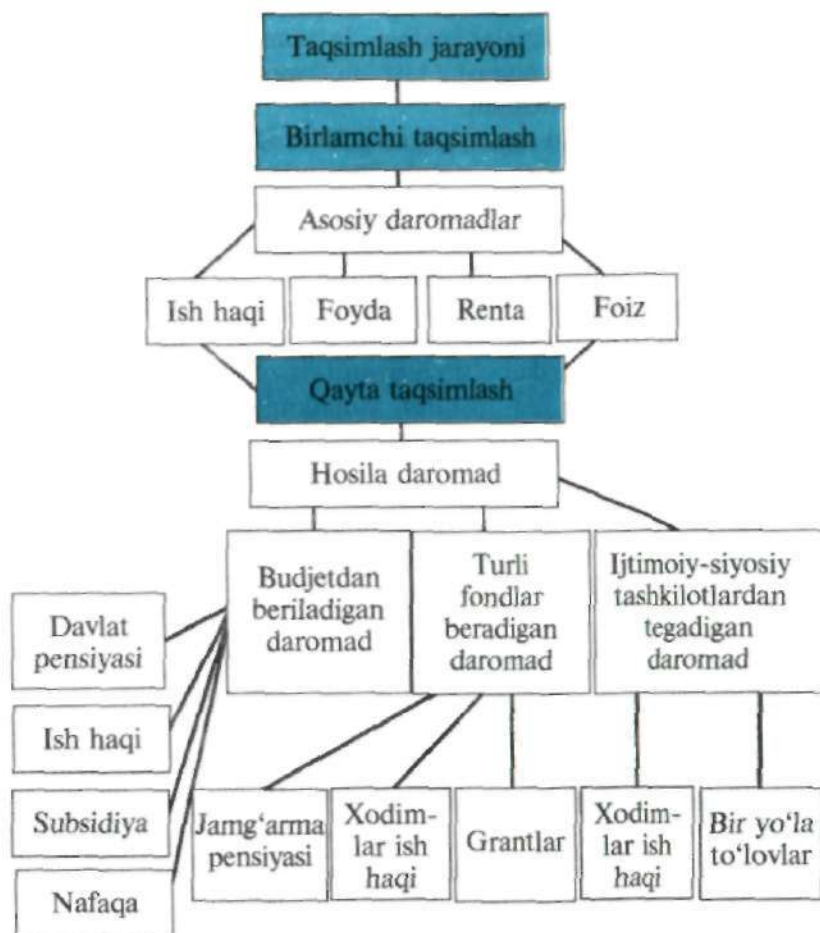 Taqsimlash jarayoni
Birlamchi taqsimlash
Asosiy daromadlar
Ish haqi
Foyda
Renta
Foiz
Qayta taqsimlash
Hosila daromad
Budjetdan
beriladigan
daromad
Turli
fondlar
beradigan
daromad
Ijtimoiy-siyosiy
tashkilotlardan
tegadigan
daromad
Davlat
pensiyasi
Ish haqi
Subsidiya
Nafaqa
Jamg‘arma
pensiyasi
Xodim-
lar ish
haqi
Grantlar
Xodim-
lar ish
haqi
Bir yo‘la
to‘lovlar